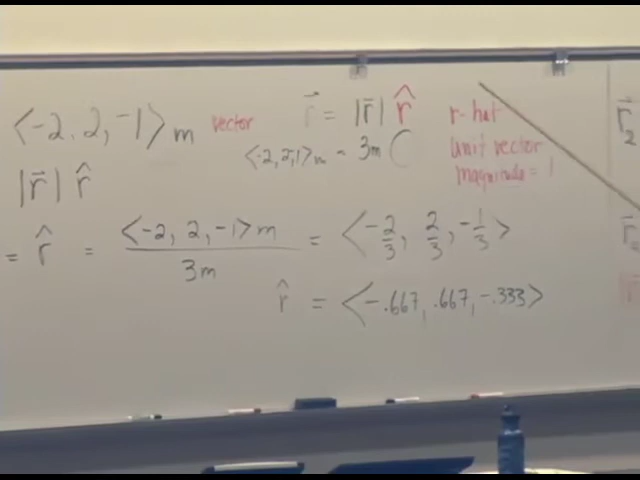 ⟨-2, 2, -1⟩ m vector
r⃗ = |r⃗| r̂ r-hat
⟨-2, 2, -1⟩ m = 3m ( unit vector
magnitude = 1
|r⃗| r̂
= r̂ = ⟨-2, 2, -1⟩ m / 3m = ⟨-2/3, 2/3, -1/3⟩
r̂ = ⟨-.667, .667, -.333⟩
r⃗₂